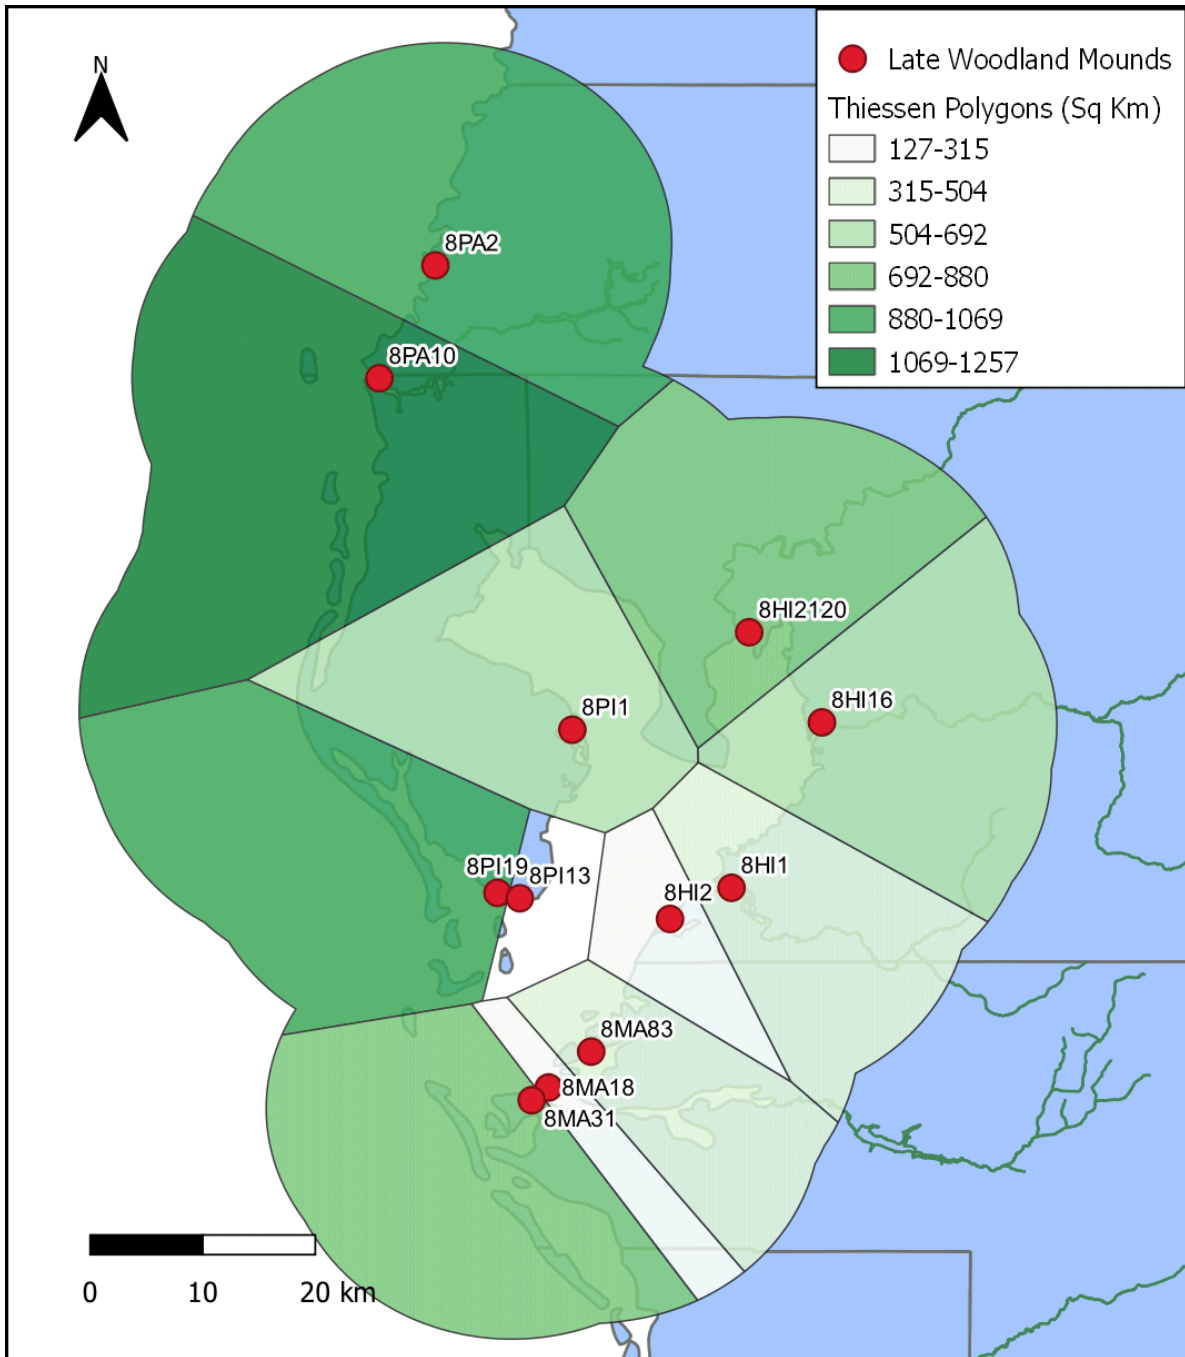 N
Late Woodland Mounds
Thiessen Polygons (Sq Km)
127-315
315-504
504-692
692-880
880-1069
1069-1257
8PA2
8PA10
8HI2120
8HI16
8PI1
8PI19
8PI13
8HI1
8HI2
8MA83
8MA18
8MA31
0 10 20 km